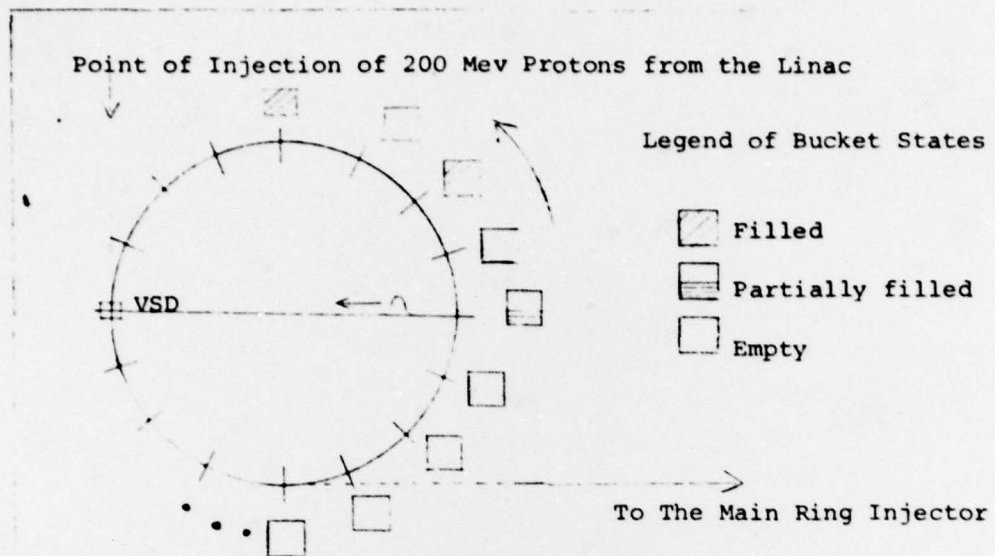 Point of Injection of 200 Mev Protons from the Linac
Legend of Bucket States
Filled
VSD
Partially filled
Empty
To The Main Ring Injector